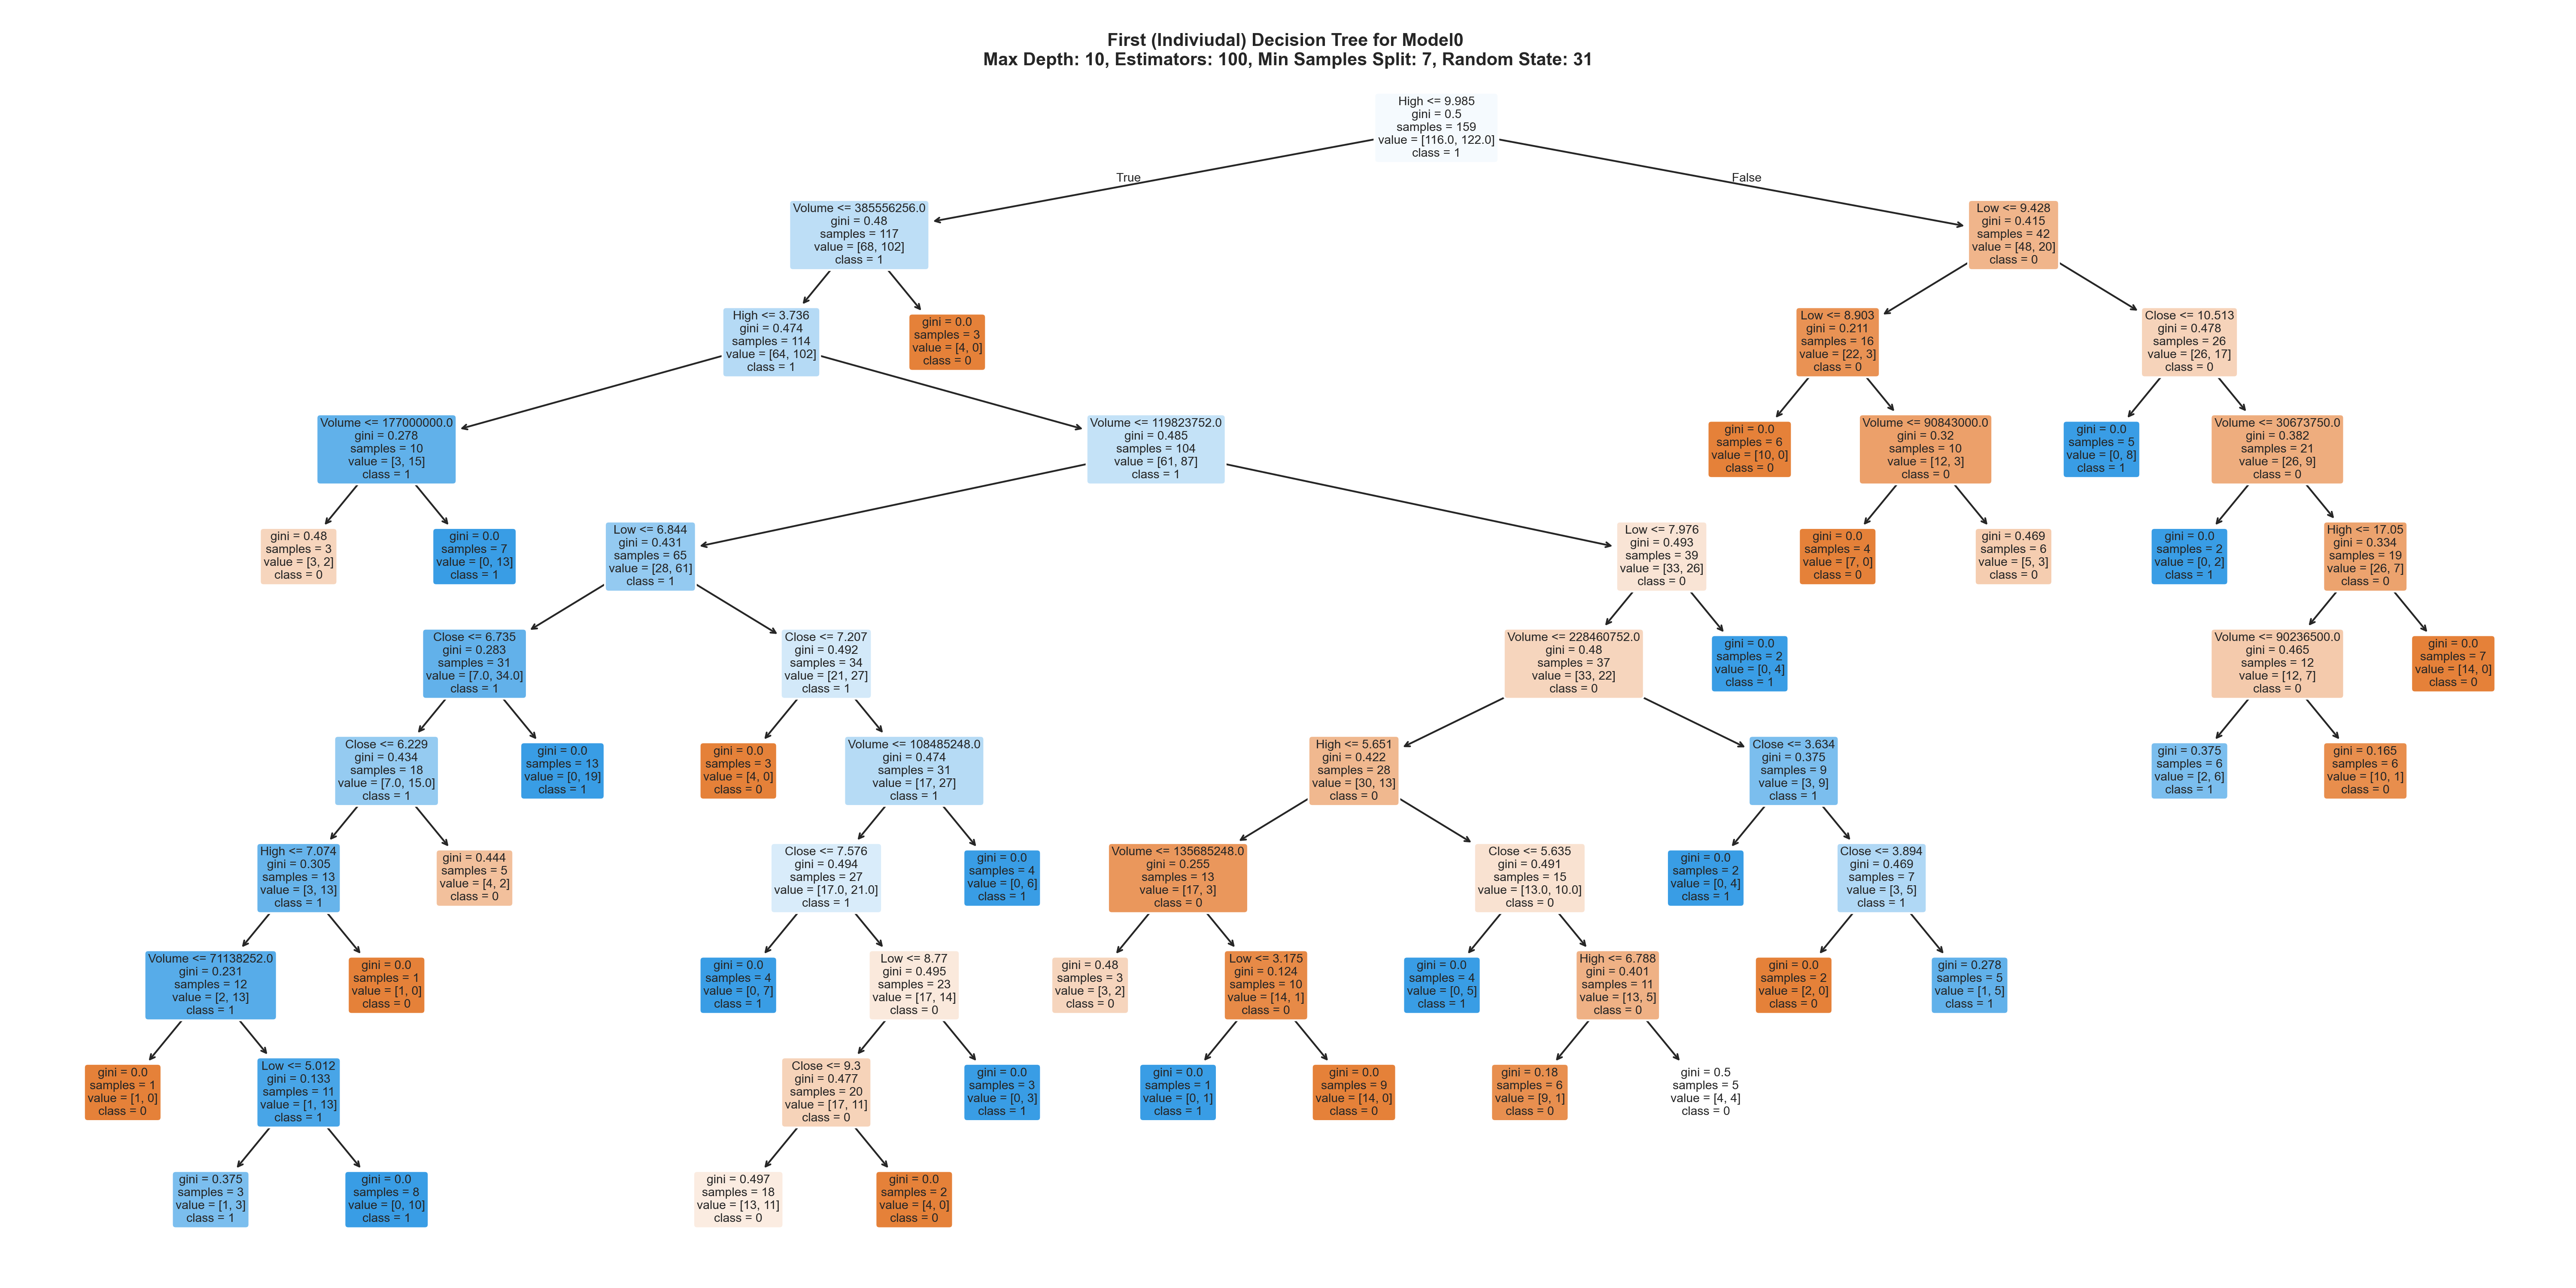 First (Indiviudal) Decision Tree for Model0
Max Depth: 10, Estimators: 100, Min Samples Split: 7, Random State: 31
High <= 9.985
gini = 0.5
samples = 159
value = [116.0, 122.0]
class = 1
True
False
Volume <= 385556256.0
gini = 0.48
samples = 117
value = [68, 102]
class = 1
Low <= 9.428
gini = 0.415
samples = 42
value = [48, 20]
class = 0
High <= 3.736
gini = 0.474
samples = 114
value = [64, 102]
class = 1
gini = 0.0
samples = 3
value = [4, 0]
class = 0
Low <= 8.903
gini = 0.211
samples = 16
value = [22, 3]
class = 0
Close <= 10.513
gini = 0.478
samples = 26
value = [26, 17]
class = 0
Volume <= 177000000.0
gini = 0.278
samples = 10
value = [3, 15]
class = 1
Volume <= 119823752.0
gini = 0.485
samples = 104
value = [61, 87]
class = 1
gini = 0.0
samples = 6
value = [10, 0]
class = 0
Volume <= 90843000.0
gini = 0.32
samples = 10
value = [12, 3]
class = 0
gini = 0.0
samples = 5
value = [0, 8]
class = 1
Volume <= 30673750.0
gini = 0.382
samples = 21
value = [26, 9]
class = 0
gini = 0.48
samples = 3
value = [3, 2]
class = 0
gini = 0.0
samples = 7
value = [0, 13]
class = 1
Low <= 6.844
gini = 0.431
samples = 65
value = [28, 61]
class = 1
Low <= 7.976
gini = 0.493
samples = 39
value = [33, 26]
class = 0
gini = 0.0
samples = 4
value = [7, 0]
class = 0
gini = 0.469
samples = 6
value = [5, 3]
class = 0
gini = 0.0
samples = 2
value = [0, 2]
class = 1
High <= 17.05
gini = 0.334
samples = 19
value = [26, 7]
class = 0
Close <= 6.735
gini = 0.283
samples = 31
value = [7.0, 34.0]
class = 1
Close <= 7.207
gini = 0.492
samples = 34
value = [21, 27]
class = 1
Volume <= 228460752.0
gini = 0.48
samples = 37
value = [33, 22]
class = 0
gini = 0.0
samples = 2
value = [0, 4]
class = 1
Volume <= 90236500.0
gini = 0.465
samples = 12
value = [12, 7]
class = 0
gini = 0.0
samples = 7
value = [14, 0]
class = 0
Close <= 6.229
gini = 0.434
samples = 18
value = [7.0, 15.0]
class = 1
gini = 0.0
samples = 13
value = [0, 19]
class = 1
gini = 0.0
samples = 3
value = [4, 0]
class = 0
Volume <= 108485248.0
gini = 0.474
samples = 31
value = [17, 27]
class = 1
High <= 5.651
gini = 0.422
samples = 28
value = [30, 13]
class = 0
Close <= 3.634
gini = 0.375
samples = 9
value = [3, 9]
class = 1
gini = 0.375
samples = 6
value = [2, 6]
class = 1
gini = 0.165
samples = 6
value = [10, 1]
class = 0
High <= 7.074
gini = 0.305
samples = 13
value = [3, 13]
class = 1
gini = 0.444
samples = 5
value = [4, 2]
class = 0
Close <= 7.576
gini = 0.494
samples = 27
value = [17.0, 21.0]
class = 1
gini = 0.0
samples = 4
value = [0, 6]
class = 1
Volume <= 135685248.0
gini = 0.255
samples = 13
value = [17, 3]
class = 0
Close <= 5.635
gini = 0.491
samples = 15
value = [13.0, 10.0]
class = 0
gini = 0.0
samples = 2
value = [0, 4]
class = 1
Close <= 3.894
gini = 0.469
samples = 7
value = [3, 5]
class = 1
Volume <= 71138252.0
gini = 0.231
samples = 12
value = [2, 13]
class = 1
gini = 0.0
samples = 1
value = [1, 0]
class = 0
gini = 0.0
samples = 4
value = [0, 7]
class = 1
Low <= 8.77
gini = 0.495
samples = 23
value = [17, 14]
class = 0
gini = 0.48
samples = 3
value = [3, 2]
class = 0
Low <= 3.175
gini = 0.124
samples = 10
value = [14, 1]
class = 0
gini = 0.0
samples = 4
value = [0, 5]
class = 1
High <= 6.788
gini = 0.401
samples = 11
value = [13, 5]
class = 0
gini = 0.0
samples = 2
value = [2, 0]
class = 0
gini = 0.278
samples = 5
value = [1, 5]
class = 1
gini = 0.0
samples = 1
value = [1, 0]
class = 0
Low <= 5.012
gini = 0.133
samples = 11
value = [1, 13]
class = 1
Close <= 9.3
gini = 0.477
samples = 20
value = [17, 11]
class = 0
gini = 0.0
samples = 3
value = [0, 3]
class = 1
gini = 0.0
samples = 1
value = [0, 1]
class = 1
gini = 0.0
samples = 9
value = [14, 0]
class = 0
gini = 0.18
samples = 6
value = [9, 1]
class = 0
gini = 0.5
samples = 5
value = [4, 4]
class = 0
gini = 0.375
samples = 3
value = [1, 3]
class = 1
gini = 0.0
samples = 8
value = [0, 10]
class = 1
gini = 0.497
samples = 18
value = [13, 11]
class = 0
gini = 0.0
samples = 2
value = [4, 0]
class = 0